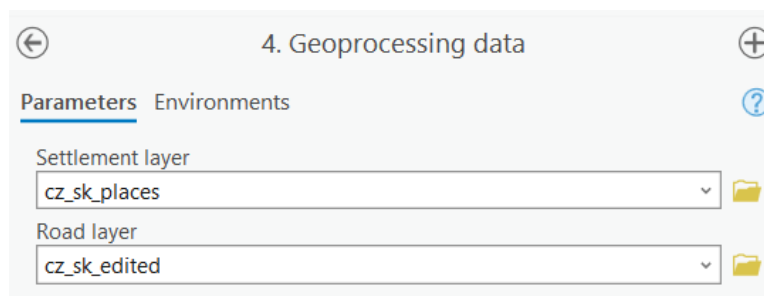 4. Geoprocessing data
Parameters Environments
Settlement layer
cz_sk_places
Road layer
cz_sk_edited